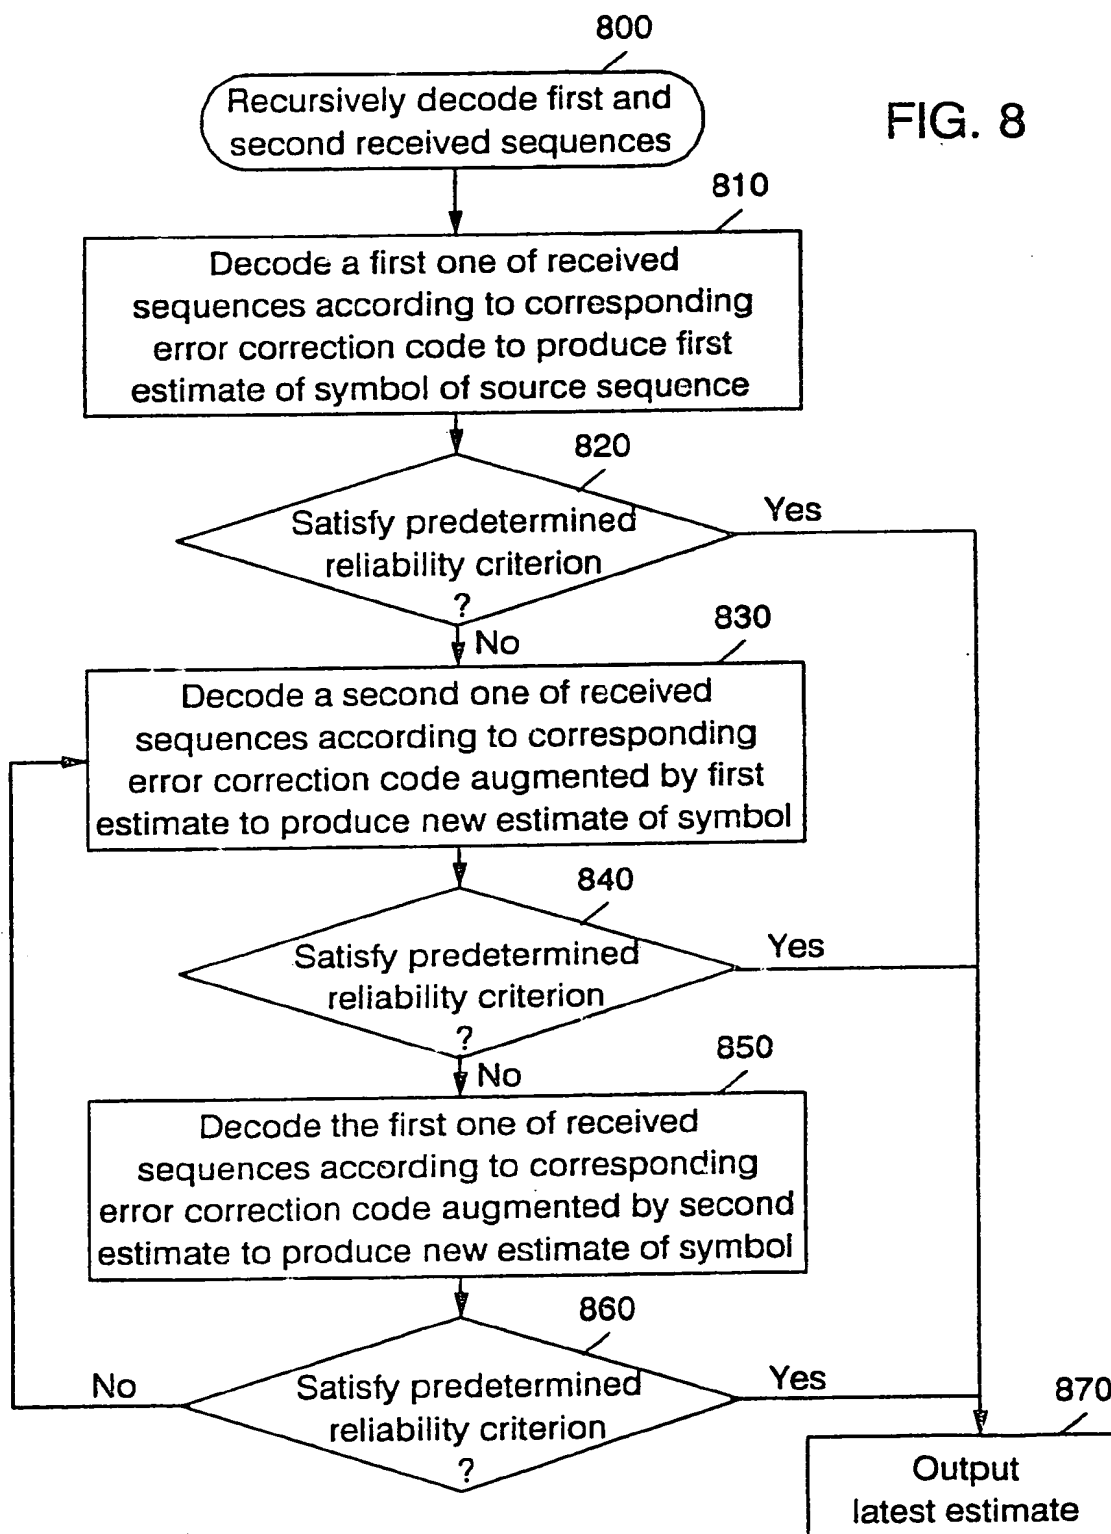 800
Recursively decode first and
second received sequences
FIG. 8
810
Decode a first one of received
sequences according to corresponding
error correction code to produce first
estimate of symbol of source sequence
820
Satisfy predetermined
reliability criterion
?
Yes
No
830
Decode a second one of received
sequences according to corresponding
error correction code augmented by first
estimate to produce new estimate of symbol
840
Satisfy predetermined
reliability criterion
?
Yes
No
850
Decode the first one of received
sequences according to corresponding
error correction code augmented by second
estimate to produce new estimate of symbol
860
Satisfy predetermined
reliability criterion
?
No
Yes
870
Output
latest estimate